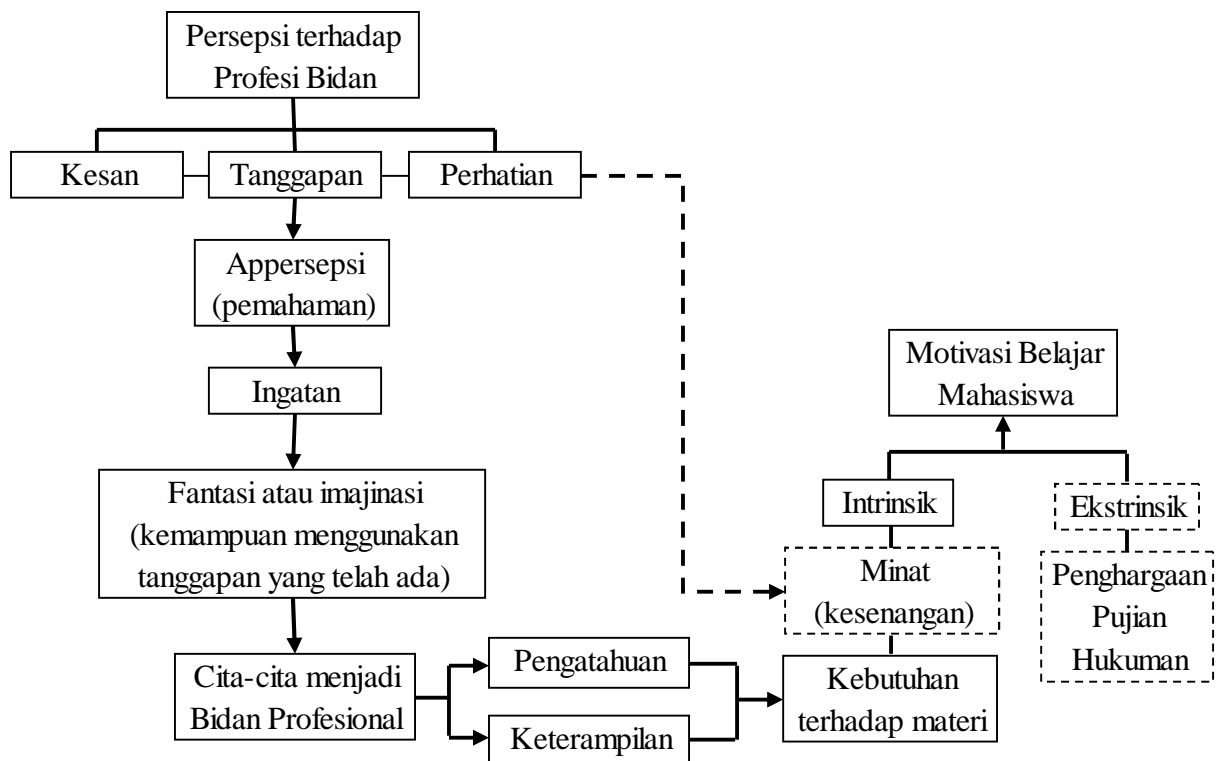 Persepsi terhadap
Profesi Bidan
Kesan
Tanggapan
Perhatian
Appersepsi
(pemahaman)
Ingatan
Fantasi atau imajinasi
(kemampuan menggunakan
tanggapan yang telah ada)
Cita-cita menjadi
Bidan Profesional
Pengatahuan
Keterampilan
Motivasi Belajar
Mahasiswa
Intrinsik
Ekstrinsik
Minat
(kesenangan)
Penghargaan
Pujian
Hukuman
Kebutuhan
terhadap materi